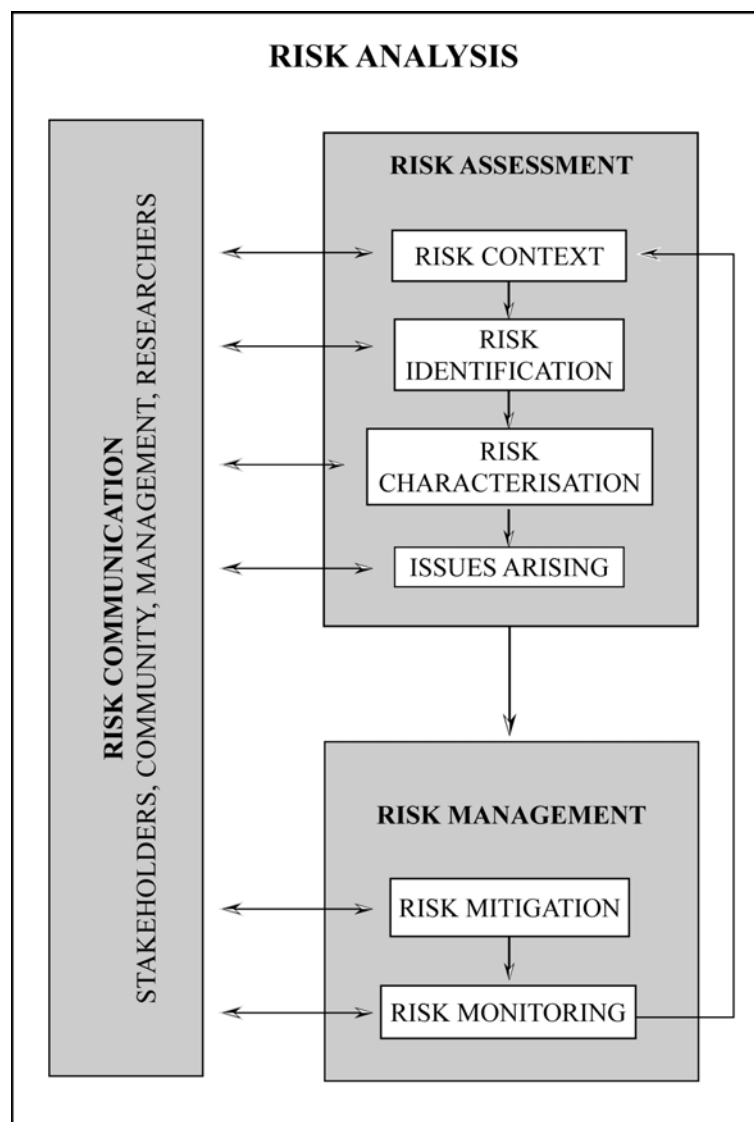 RISK ANALYSIS
RISK COMMUNICATION
STAKEHOLDERS, COMMUNITY, MANAGEMENT, RESEARCHERS
RISK ASSESSMENT
RISK CONTEXT
RISK
IDENTIFICATION
RISK
CHARACTERISATION
ISSUES ARISING
RISK MANAGEMENT
RISK MITIGATION
RISK MONITORING